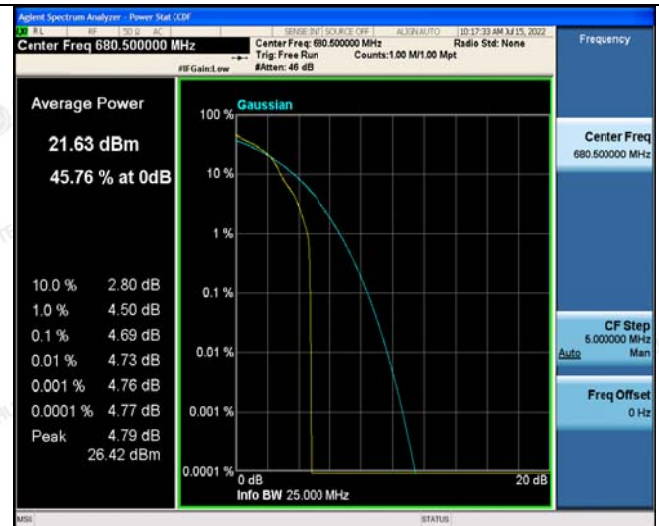 Agilent Spectrum Analyzer - Power Stat CCDF
RL RF 50 Ω AC SENSE:INT SOURCE OFF ALIGN AUTO 10:17:33 AM Jul 15, 2022
Center Freq 680.500000 MHz
Center Freq: 680.500000 MHz Radio Std: None
Trig: Free Run Counts:1.00 M/1.00 Mpt
#IFGain:Low #Atten: 46 dB
Frequency
Average Power
21.63 dBm
45.76 % at 0dB
10.0 % 2.80 dB
1.0 % 4.50 dB
0.1 % 4.69 dB
0.01 % 4.73 dB
0.001 % 4.76 dB
0.0001 % 4.77 dB
Peak 4.79 dB
26.42 dBm
Gaussian
100 %
10 %
1 %
0.1 %
0.01 %
0.001 %
0.0001 %
0 dB 20 dB
Info BW 25.000 MHz
Center Freq
680.500000 MHz
CF Step
5.000000 MHz
Auto Man
Freq Offset
0 Hz
MSG STATUS